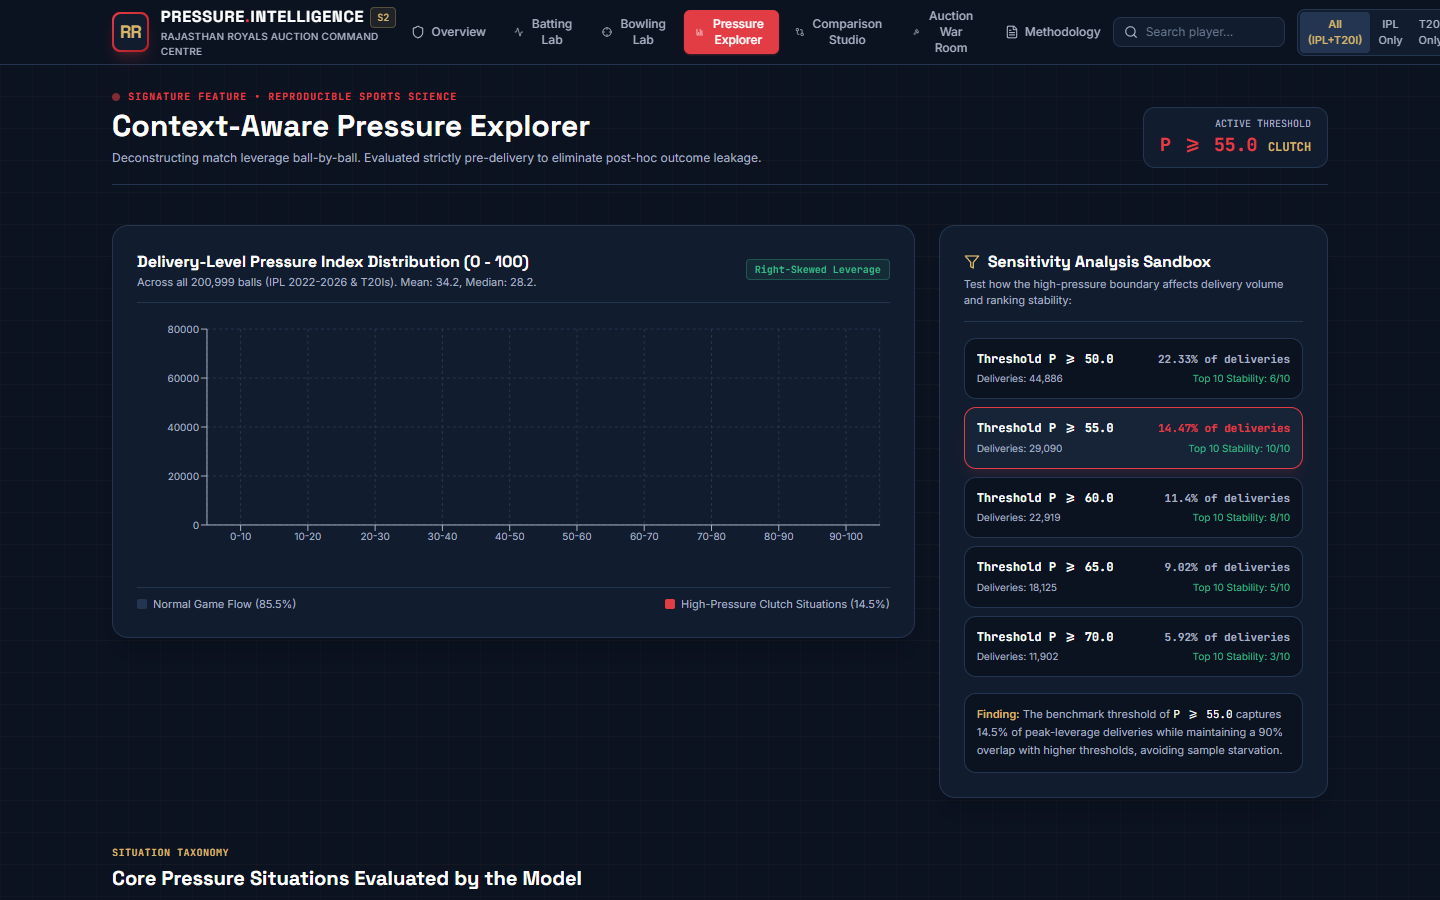 RR
PRESSURE.INTELLIGENCE S2
RAJASTHAN ROYALS AUCTION COMMAND
CENTRE
Overview
Batting
Lab
Bowling
Lab
Pressure
Explorer
Comparison
Studio
Auction
War
Room
Methodology
Search player...
All
(IPL+T20I)
IPL
Only
SIGNATURE FEATURE • REPRODUCIBLE SPORTS SCIENCE
Context-Aware Pressure Explorer
Deconstructing match leverage ball-by-ball. Evaluated strictly pre-delivery to eliminate post-hoc outcome leakage.
ACTIVE THRESHOLD
P ⩾ 55.0 CLUTCH
Delivery-Level Pressure Index Distribution (0 - 100)
Across all 200,999 balls (IPL 2022-2026 & T20Is). Mean: 34.2, Median: 28.2.
Right-Skewed Leverage
80000
60000
40000
20000
0
0-10 10-20 20-30 30-40 40-50 50-60 60-70 70-80 80-90 90-100
Normal Game Flow (85.5%)
High-Pressure Clutch Situations (14.5%)
Sensitivity Analysis Sandbox
Test how the high-pressure boundary affects delivery volume
and ranking stability:
Threshold P ⩾ 50.0 22.33% of deliveries
Deliveries: 44,886 Top 10 Stability: 6/10
Threshold P ⩾ 55.0 14.47% of deliveries
Deliveries: 29,090 Top 10 Stability: 10/10
Threshold P ⩾ 60.0 11.4% of deliveries
Deliveries: 22,919 Top 10 Stability: 8/10
Threshold P ⩾ 65.0 9.02% of deliveries
Deliveries: 18,125 Top 10 Stability: 5/10
Threshold P ⩾ 70.0 5.92% of deliveries
Deliveries: 11,902 Top 10 Stability: 3/10
Finding: The benchmark threshold of P ⩾ 55.0 captures
14.5% of peak-leverage deliveries while maintaining a 90%
overlap with higher thresholds, avoiding sample starvation.
SITUATION TAXONOMY
Core Pressure Situations Evaluated by the Model